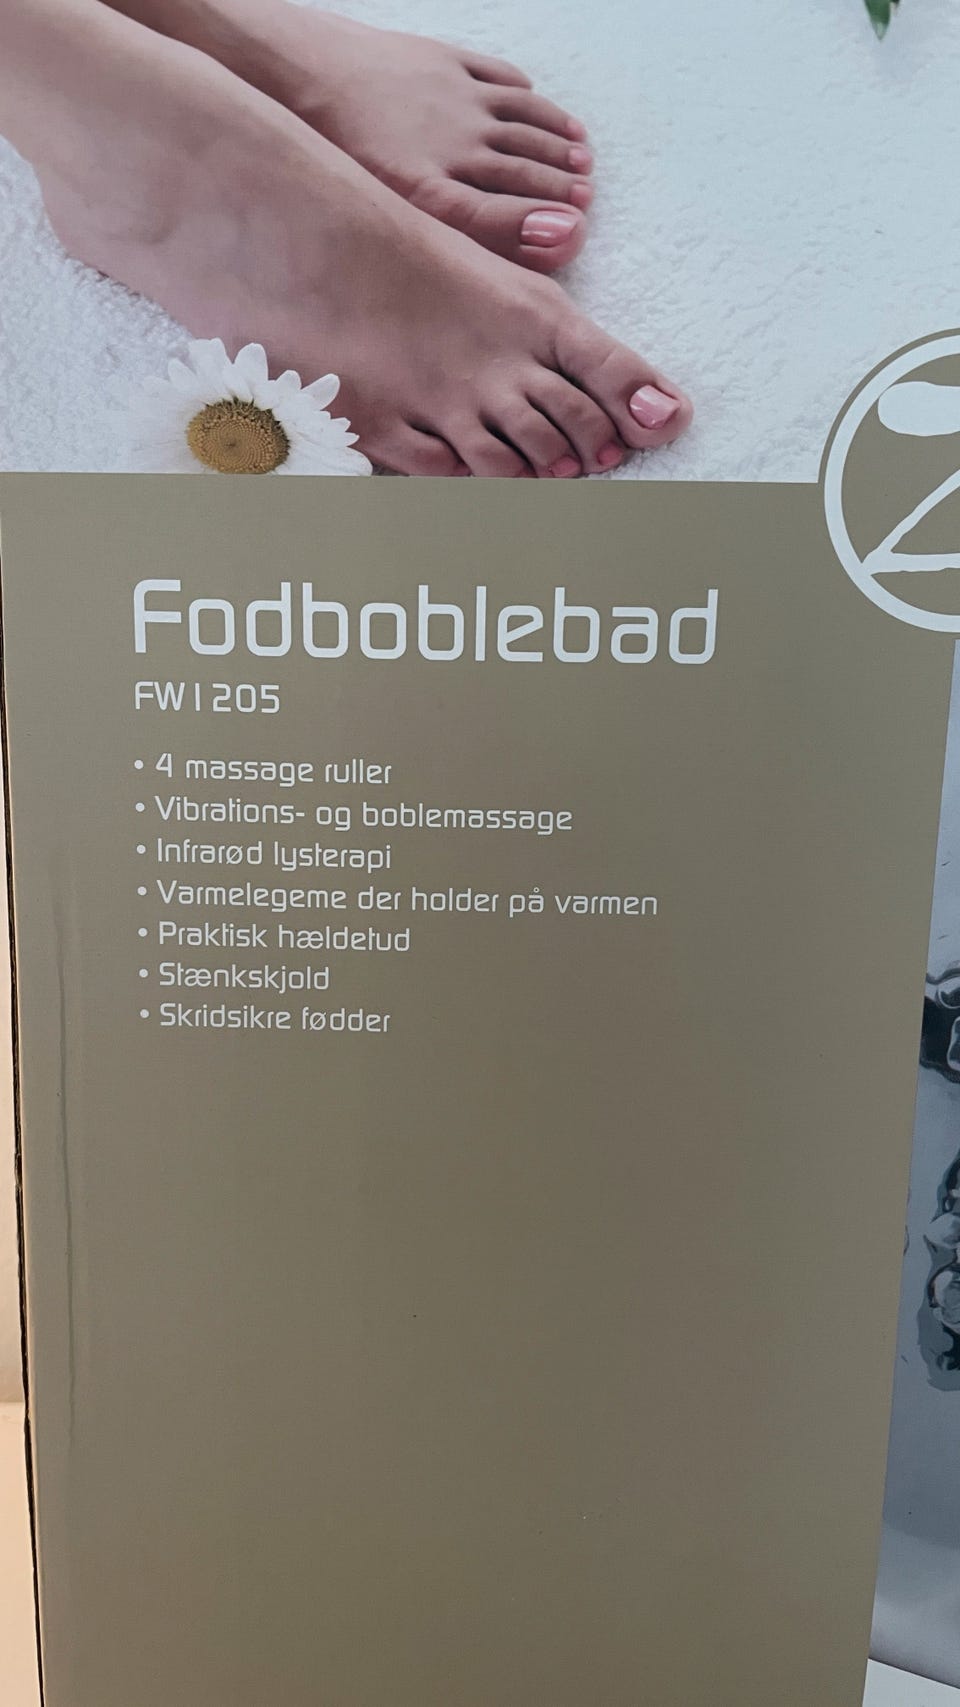 Fodboblebad
FW1205
• 4 massage ruller
• Vibrations- og boblemassage
• Infrarød lysterapi
• Varmelegeme der holder på varmen
• Praktisk hældetud
• Stænkskjold
• Skridsikre fødder